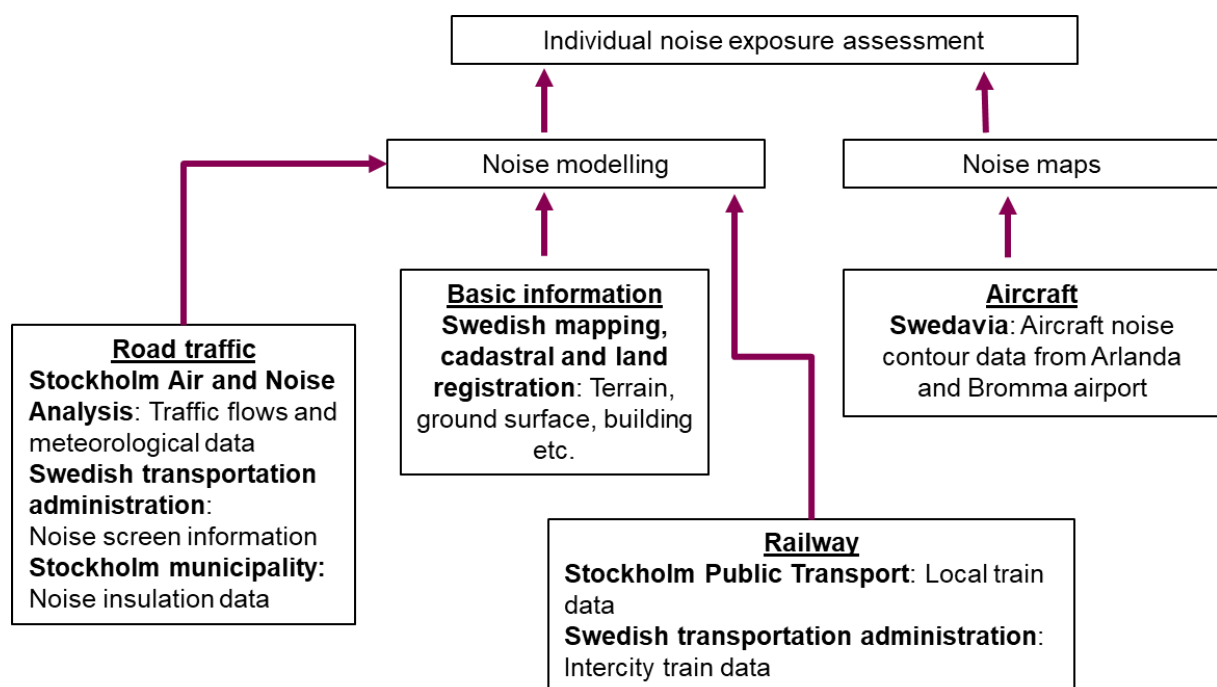 Individual noise exposure assessment
Noise modelling
Noise maps
Basic information
Swedish mapping,
cadastral and land
registration: Terrain,
ground surface, building
etc.
Aircraft
Swedavia: Aircraft noise
contour data from Arlanda
and Bromma airport
Road traffic
Stockholm Air and Noise
Analysis: Traffic flows and
meteorological data
Swedish transportation
administration:
Noise screen information
Stockholm municipality:
Noise insulation data
Railway
Stockholm Public Transport: Local train
data
Swedish transportation administration:
Intercity train data